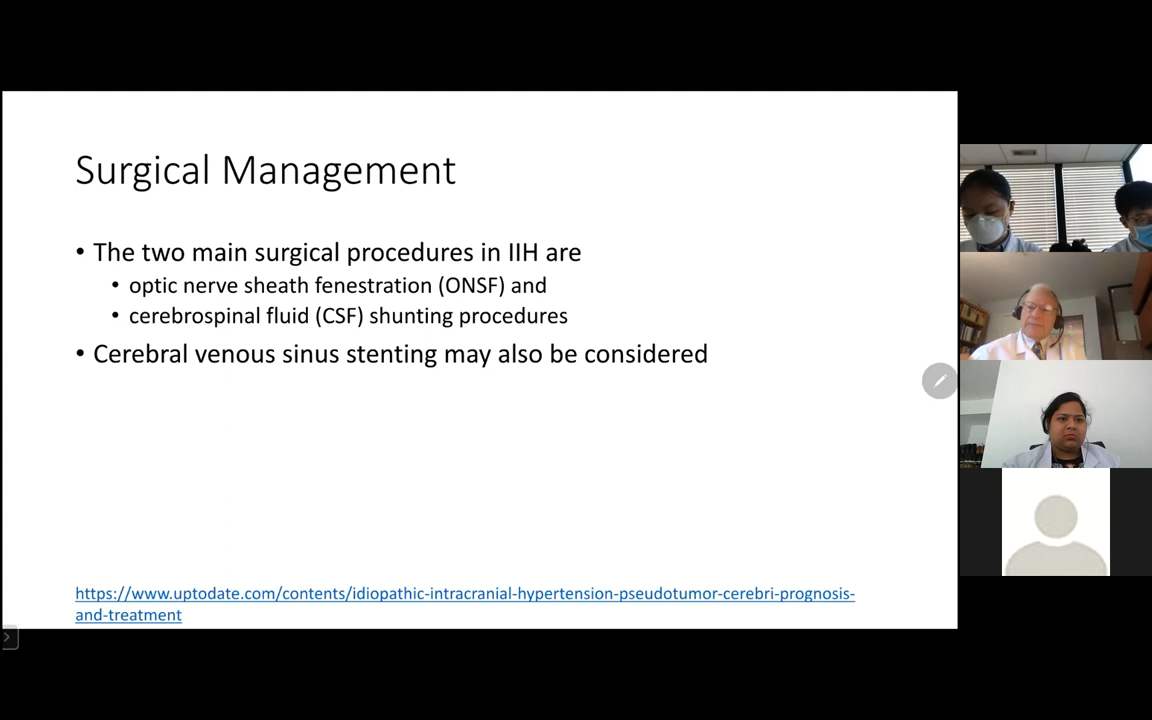 Surgical Management
• The two main surgical procedures in IIH are
• optic nerve sheath fenestration (ONSF) and
• cerebrospinal fluid (CSF) shunting procedures
• Cerebral venous sinus stenting may also be considered
https://www.uptodate.com/contents/idiopathic-intracranial-hypertension-pseudotumor-cerebri-prognosis-
and-treatment